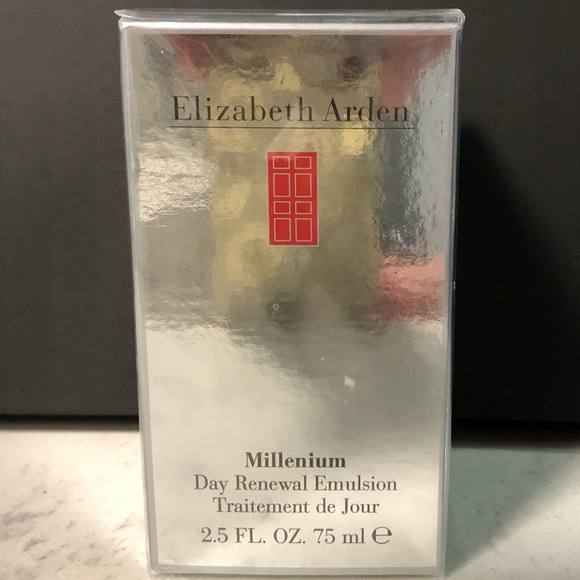 Elizabeth Arden
Millenium
Day Renewal Emulsion
Traitement de Jour
2.5 FL. OZ. 75 ml ℮